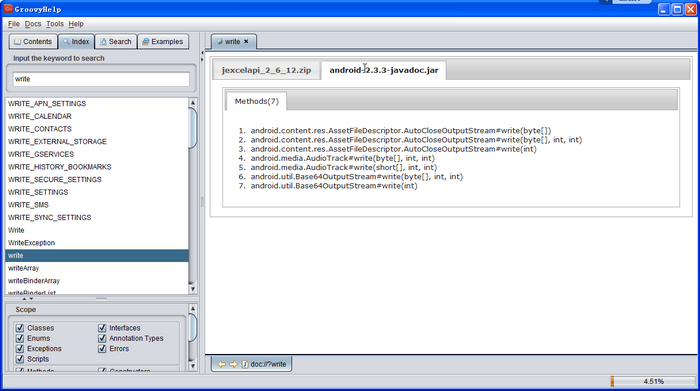 GroovyHelp
File Docs Tools Help
Contents Index Search Examples
Input the keyword to search
write
WRITE_APN_SETTINGS
WRITE_CALENDAR
WRITE_CONTACTS
WRITE_EXTERNAL_STORAGE
WRITE_GSERVICES
WRITE_HISTORY_BOOKMARKS
WRITE_SECURE_SETTINGS
WRITE_SETTINGS
WRITE_SMS
WRITE_SYNC_SETTINGS
Write
WriteException
write
writeArray
writeBinderArray
writeBinderList
Scope
Classes Interfaces
Enums Annotation Types
Exceptions Errors
Scripts
Methods Constructors
write
jexcelapi_2_6_12.zip android-2.3.3-javadoc.jar
Methods(7)
1. android.content.res.AssetFileDescriptor.AutoCloseOutputStream#write(byte[])
2. android.content.res.AssetFileDescriptor.AutoCloseOutputStream#write(byte[], int, int)
3. android.content.res.AssetFileDescriptor.AutoCloseOutputStream#write(int)
4. android.media.AudioTrack#write(byte[], int, int)
5. android.media.AudioTrack#write(short[], int, int)
6. android.util.Base64OutputStream#write(byte[], int, int)
7. android.util.Base64OutputStream#write(int)
doc://?write
4.51%